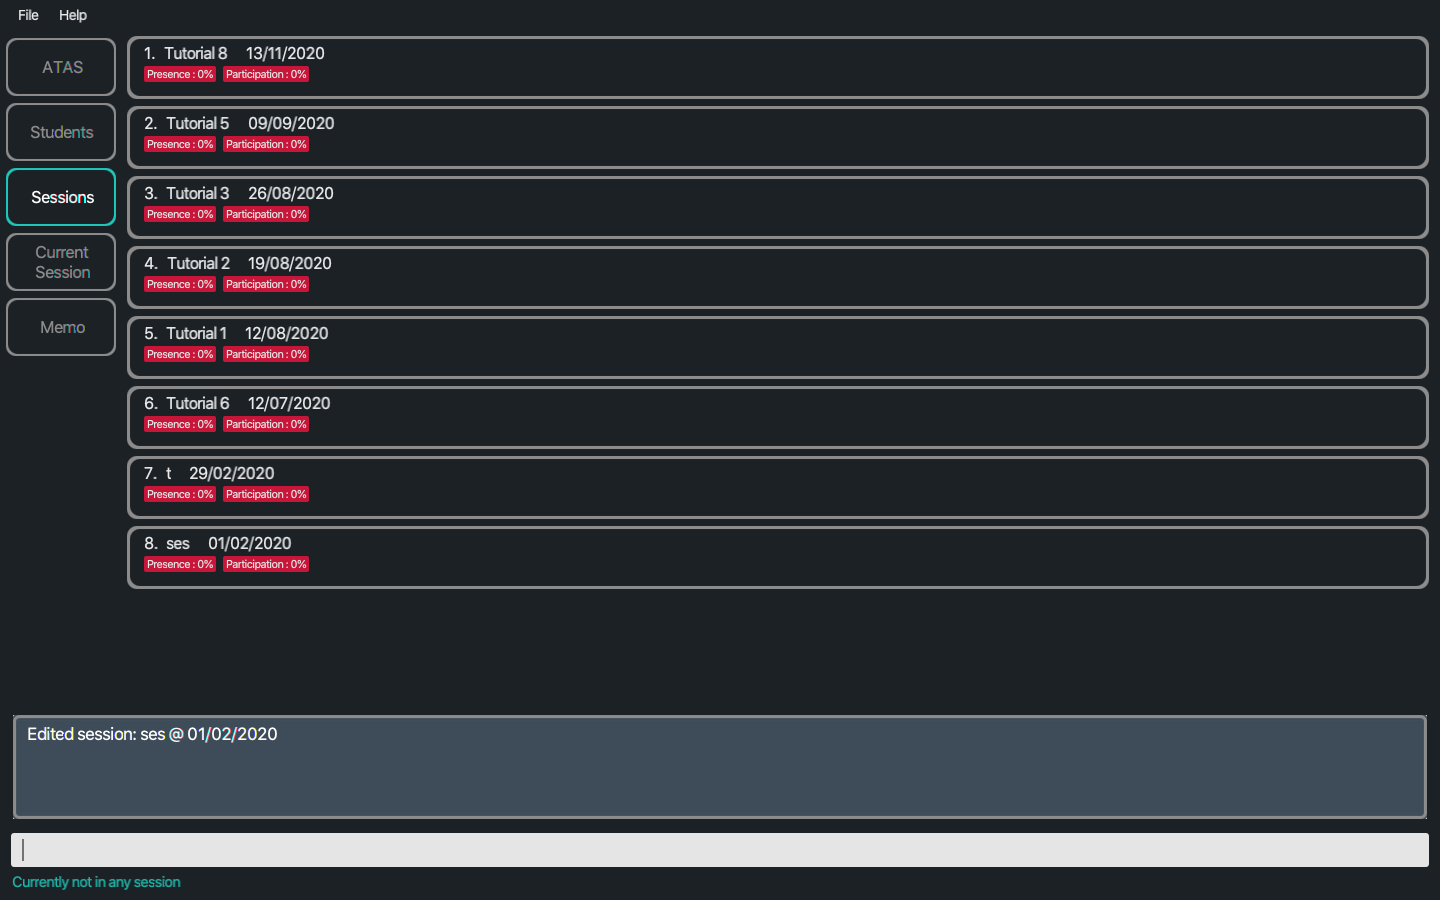 File Help
ATAS
Students
Sessions
Current
Session
Memo
1. Tutorial 8 13/11/2020
Presence : 0% Participation : 0%
2. Tutorial 5 09/09/2020
Presence : 0% Participation : 0%
3. Tutorial 3 26/08/2020
Presence : 0% Participation : 0%
4. Tutorial 2 19/08/2020
Presence : 0% Participation : 0%
5. Tutorial 1 12/08/2020
Presence : 0% Participation : 0%
6. Tutorial 6 12/07/2020
Presence : 0% Participation : 0%
7. t 29/02/2020
Presence : 0% Participation : 0%
8. ses 01/02/2020
Presence : 0% Participation : 0%
Edited session: ses @ 01/02/2020
Currently not in any session